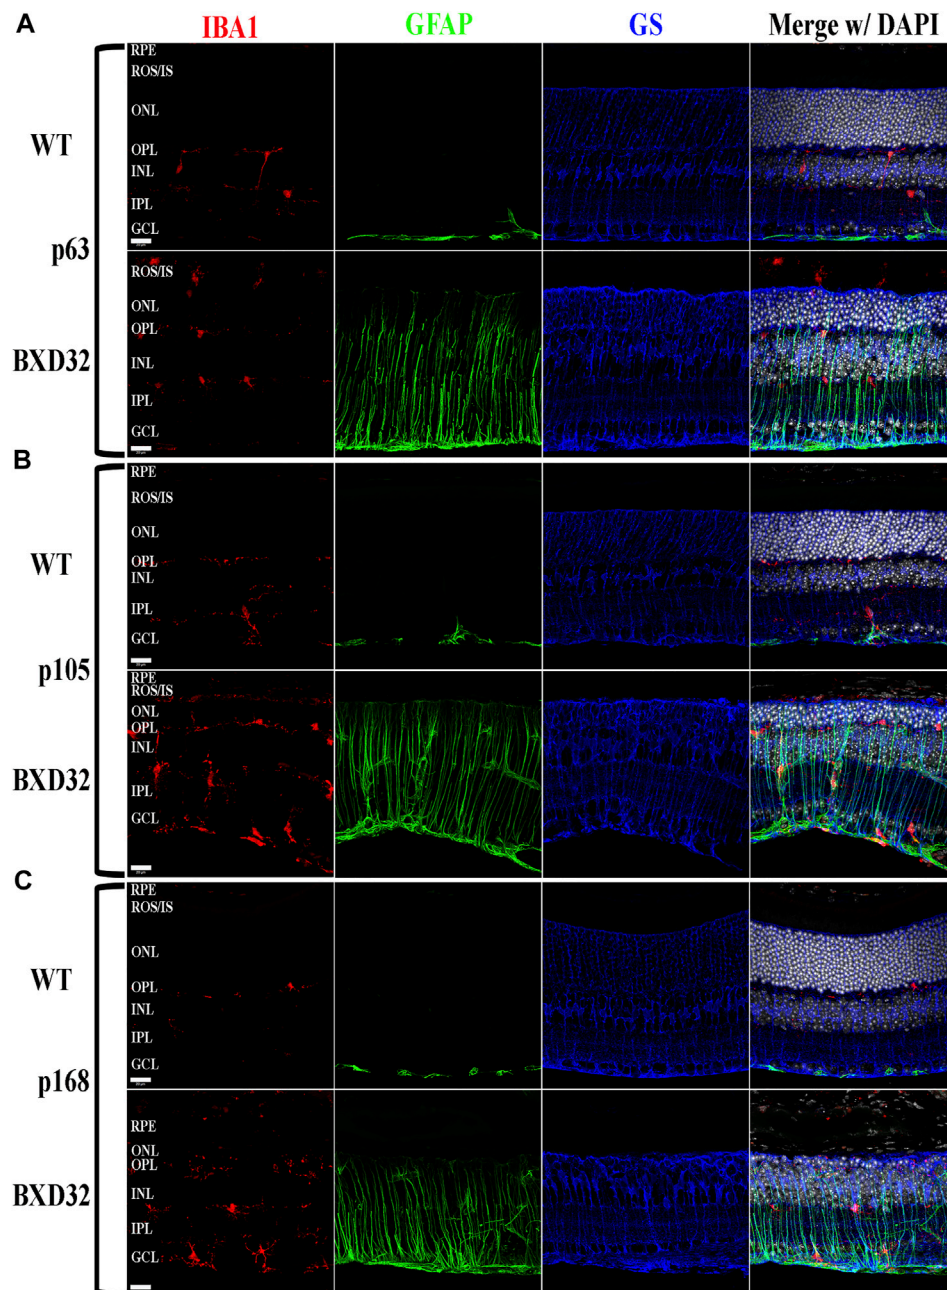 A
IBA1 GFAP GS Merge w/ DAPI
p63
WT
RPE
ROS/IS
ONL
OPL
INL
IPL
GCL
BXD32
ROS/IS
ONL
OPL
INL
IPL
GCL
B
p105
WT
RPE
ROS/IS
ONL
OPL
INL
IPL
GCL
BXD32
RPE
ROS/IS
ONL
OPL
INL
IPL
GCL
C
p168
WT
RPE
ROS/IS
ONL
OPL
INL
IPL
GCL
BXD32
RPE
ONL
OPL
INL
IPL
GCL